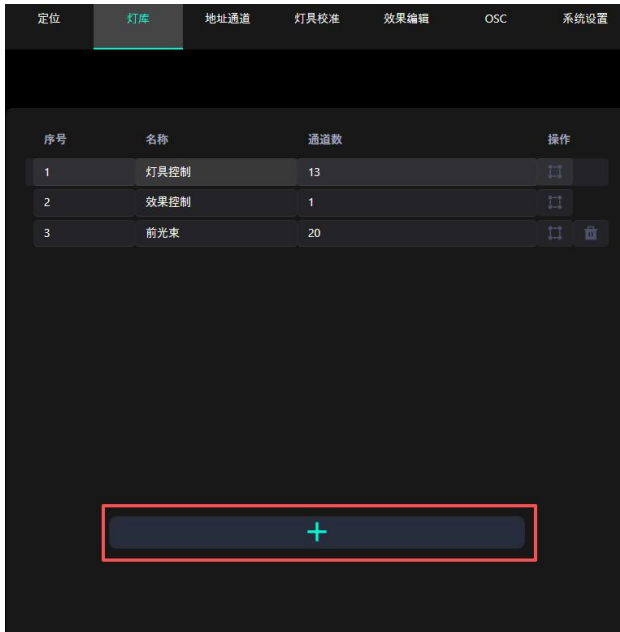 定位 灯库 地址通道 灯具校准 效果编辑 OSC 系统设置
序号 名称 通道数 操作
1 灯具控制 13
2 效果控制 1
3 前光束 20